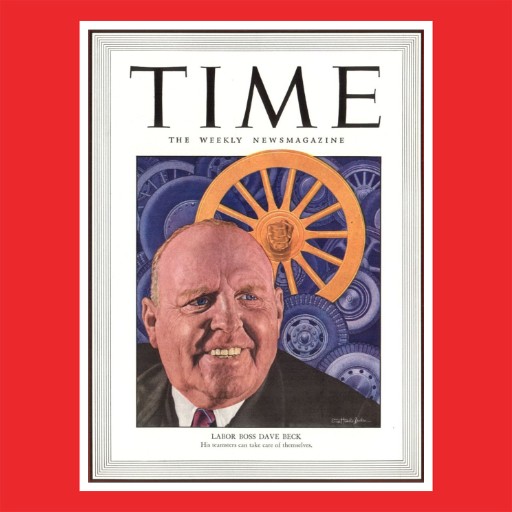 TIME
THE WEEKLY NEWSMAGAZINE
LABOR BOSS DAVE BECK
His teamsters can take care of themselves.